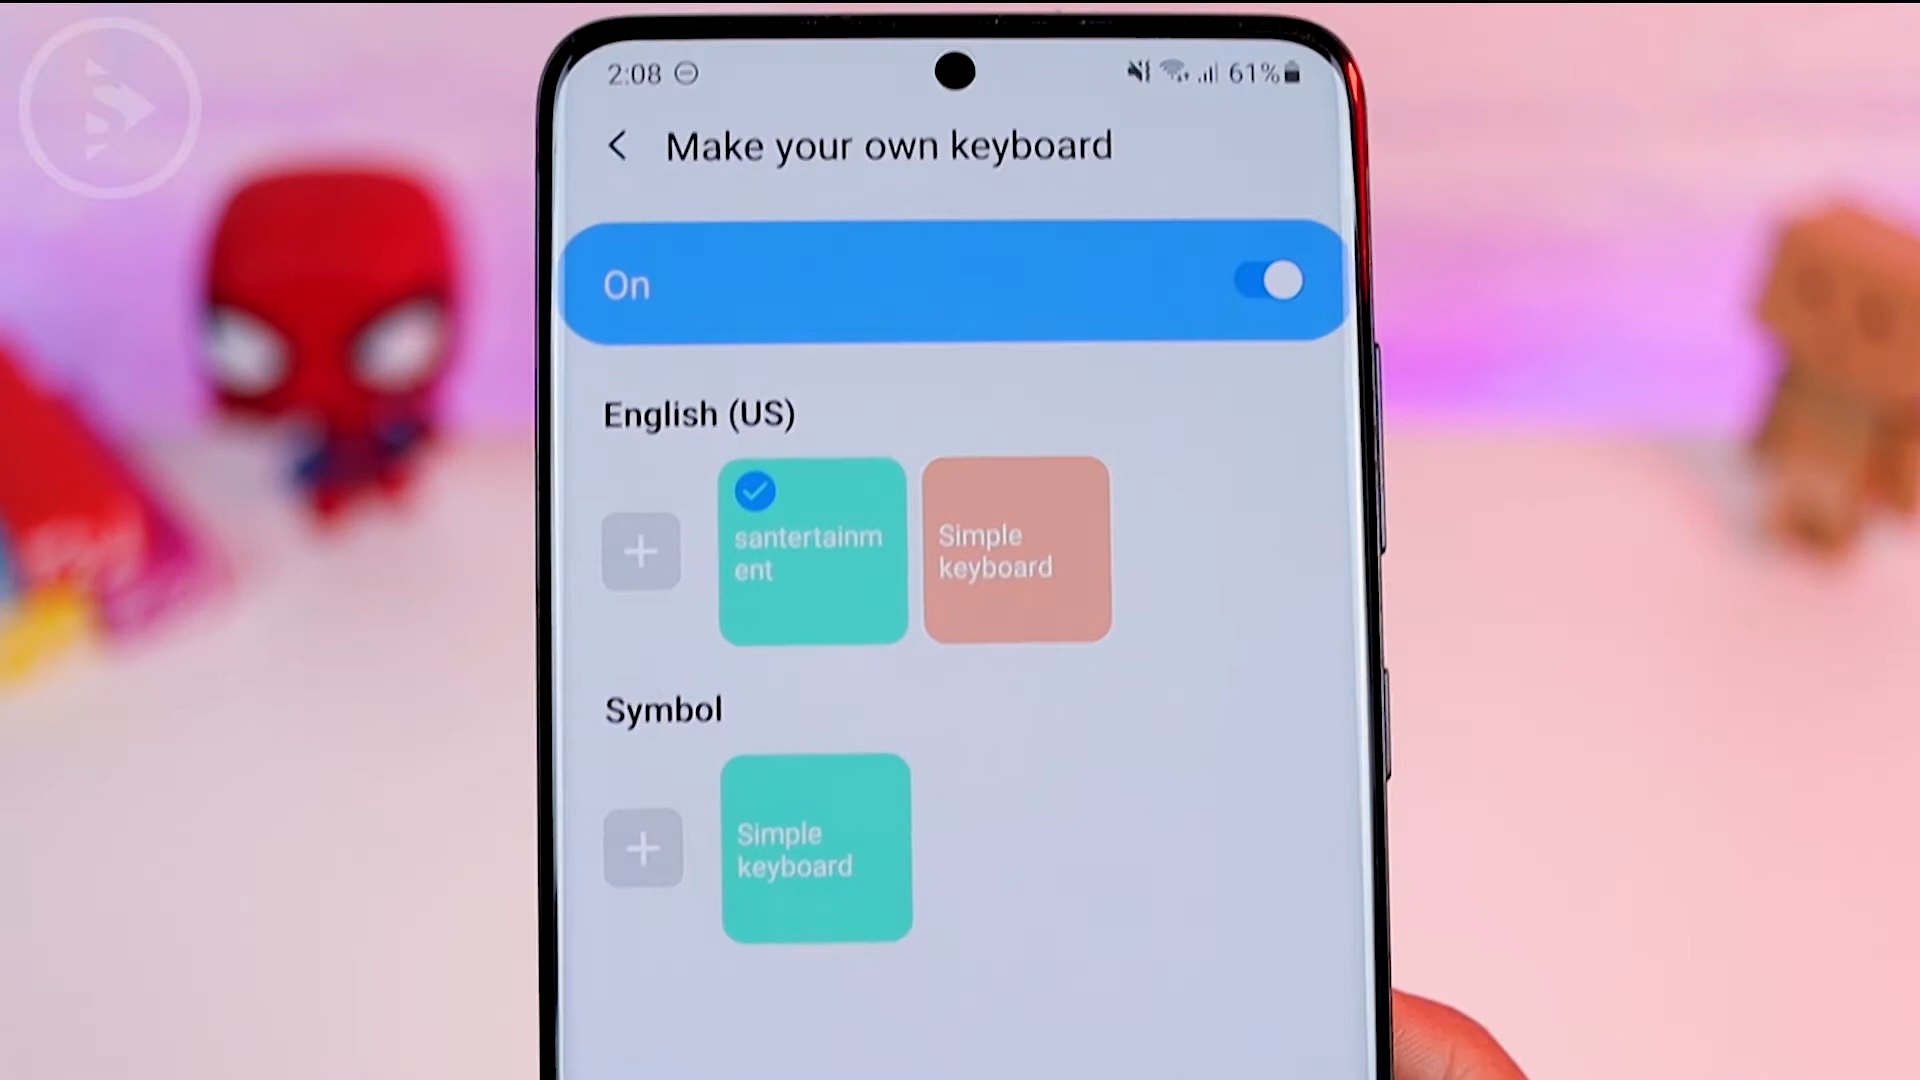 2:08 61%
Make your own keyboard
On
English (US)
santertainm
ent
Simple
keyboard
Symbol
Simple
keyboard